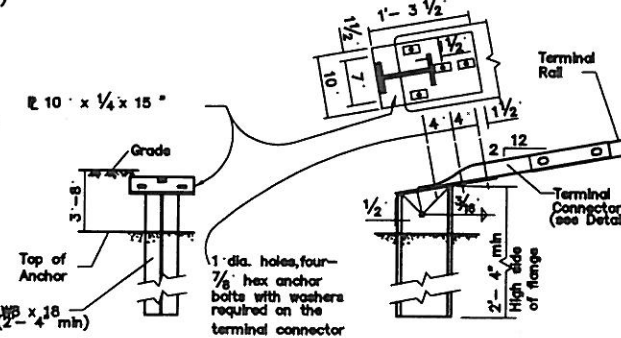 1'- 3 1/2"
1 1/2"
1/2"
10"
7"
Terminal
Rail
℄ 10 " x 1/4 x 15 "
4"
4"
1 1/2"
12
2
Grade
3'-8"
1/2"
3/16
Terminal
Connector
(see Detai
Top of
Anchor
1" dia. holes,four-
7/8" hex anchor
bolts with washers
required on the
terminal connector
2'- 4" min
High side
of flange
W8 x 18
(2'- 4" min)